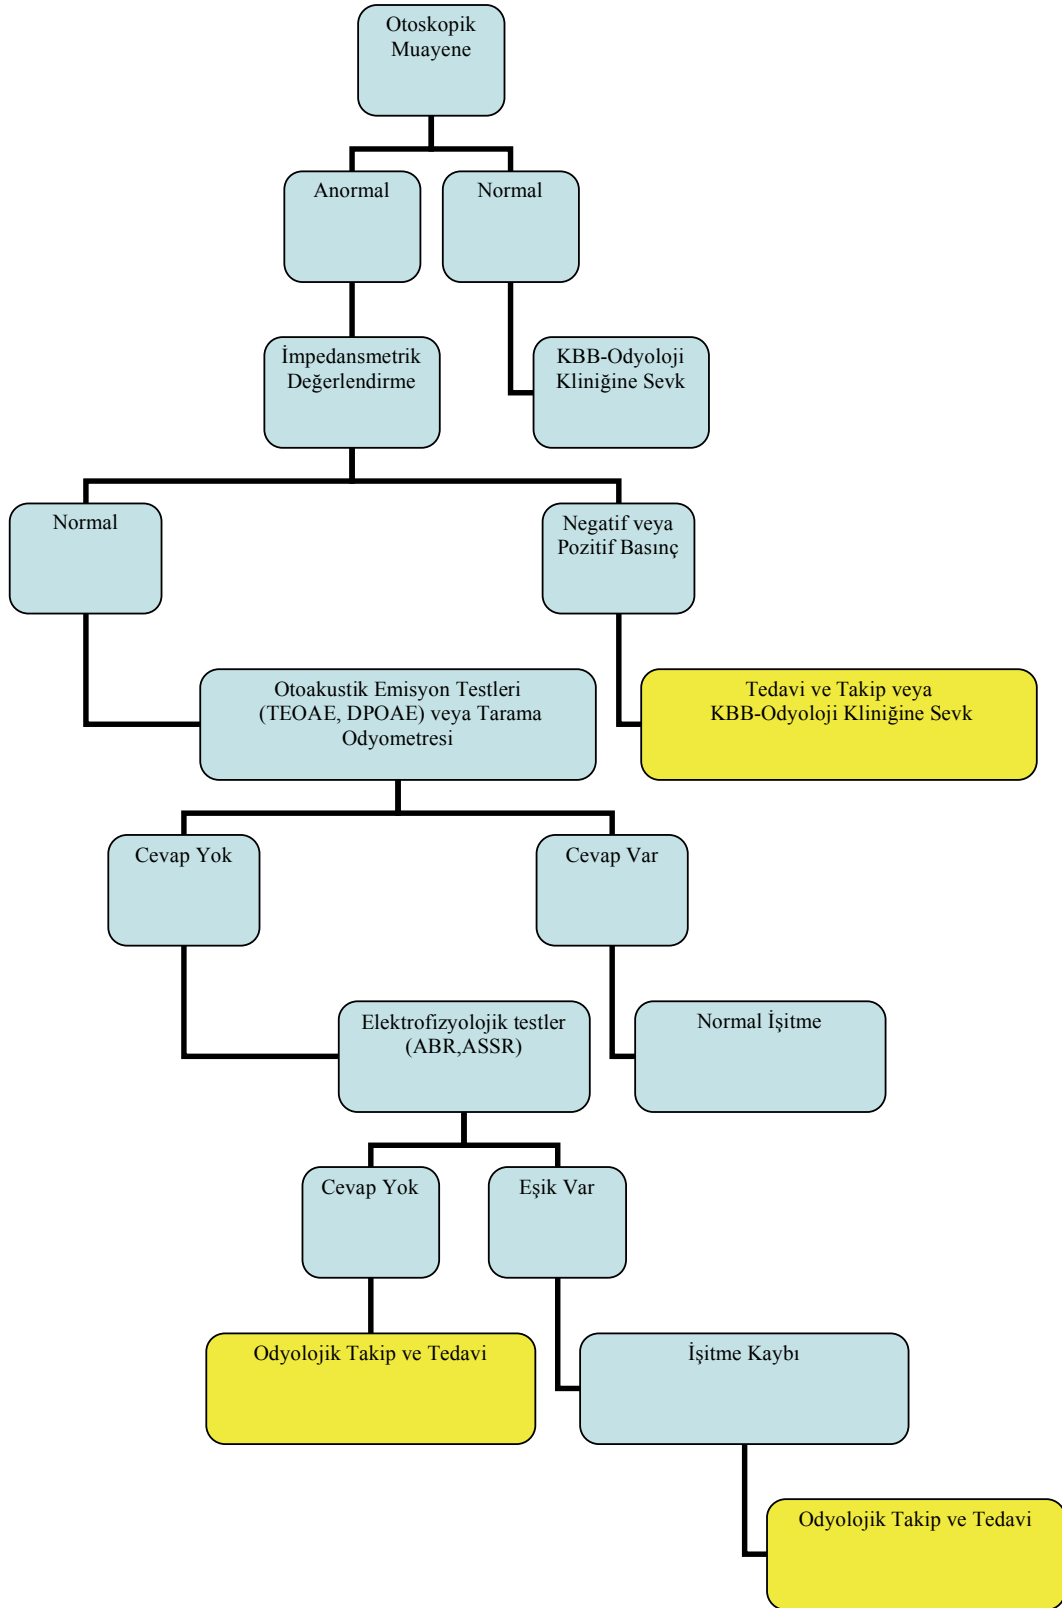 Otoskopik
Muayene
Anormal
Normal
İmpedansmetrik
Değerlendirme
KBB-Odyoloji
Kliniğine Sevk
Normal
Negatif veya
Pozitif Basınç
Otoakustik Emisyon Testleri
(TEOAE, DPOAE) veya Tarama
Odyometresi
Tedavi ve Takip veya
KBB-Odyoloji Kliniğine Sevk
Cevap Yok
Cevap Var
Elektrofizyolojik testler
(ABR,ASSR)
Normal İşitme
Cevap Yok
Eşik Var
Odyolojik Takip ve Tedavi
İşitme Kaybı
Odyolojik Takip ve Tedavi